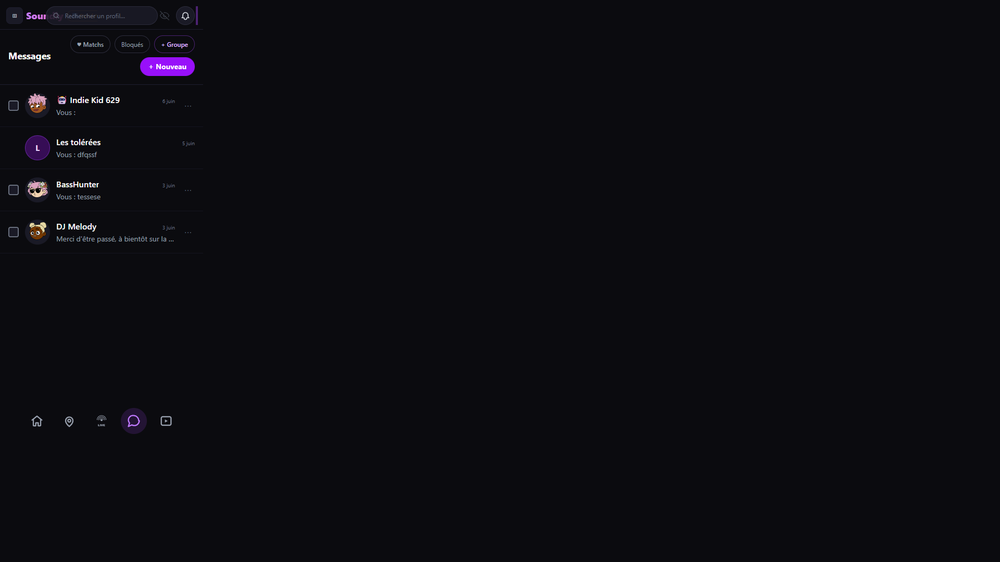 Rechercher un profil...
♥ Matchs
Bloqués
+ Groupe
Messages
+ Nouveau
Indie Kid 629
6 juin
Vous :
L
Les tolérées
5 juin
Vous : dfqssf
BassHunter
3 juin
Vous : tessese
DJ Melody
3 juin
Merci d'être passé, à bientôt sur la ...
LIVE